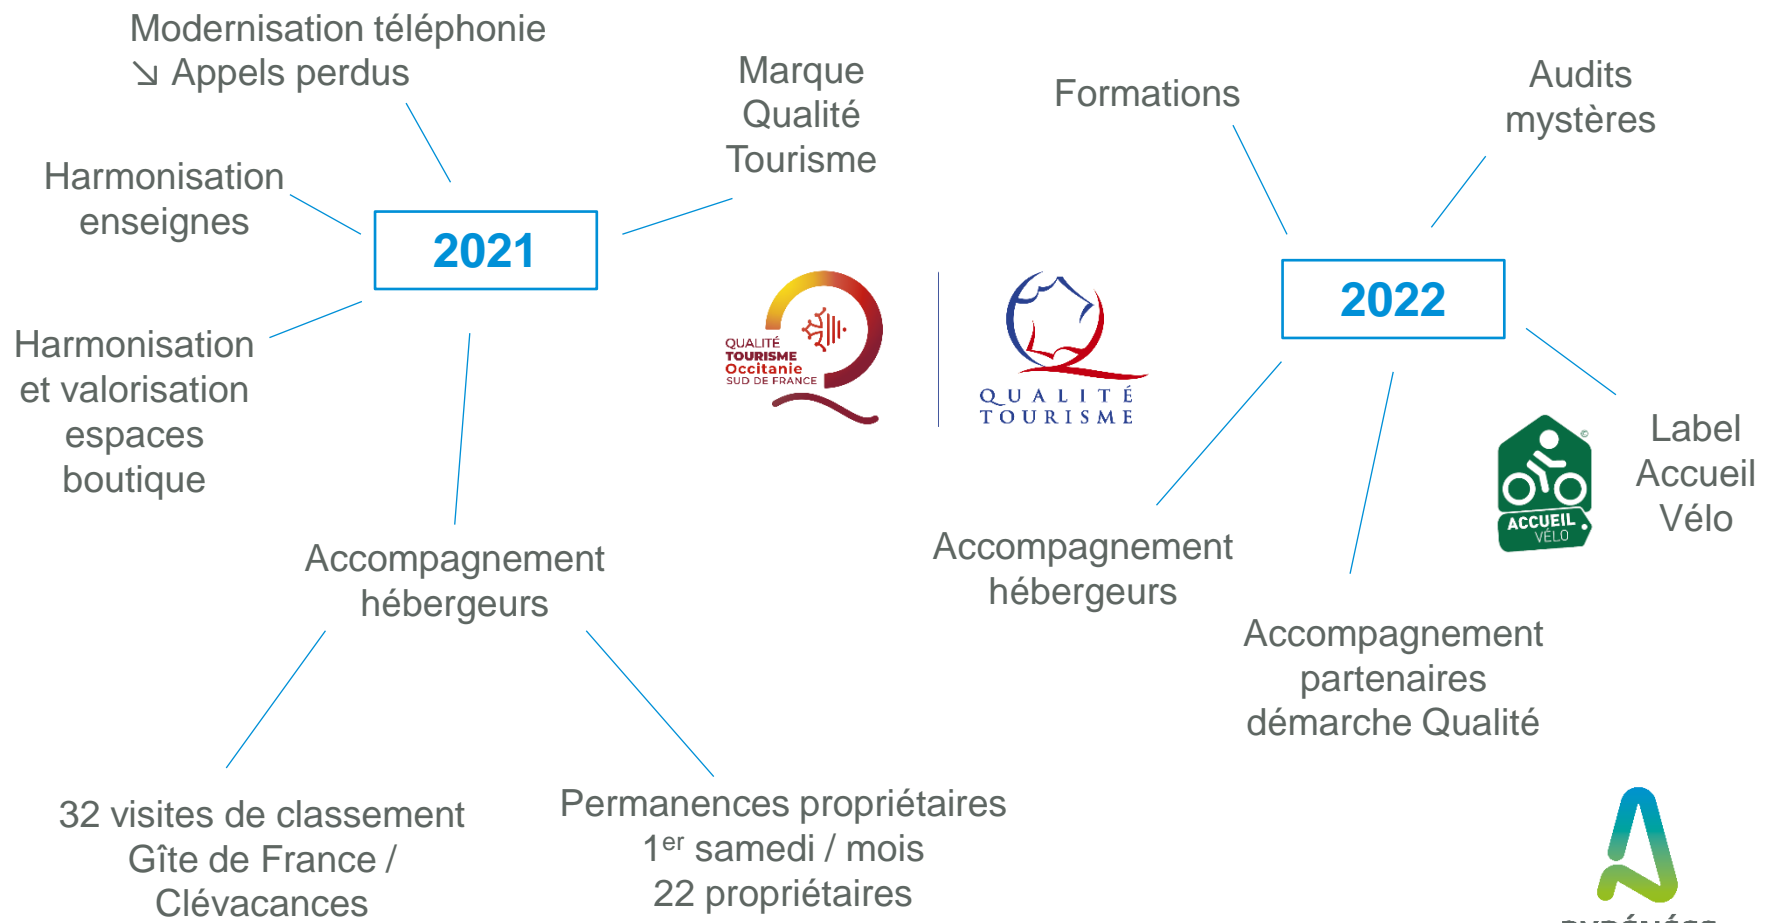 Modernisation téléphonie
↘ Appels perdus
Harmonisation
enseignes
Harmonisation
et valorisation
espaces
boutique
2021
Marque
Qualité
Tourisme
QUALITÉ
TOURISME
Occitanie
SUD DE FRANCE
QUALITÉ
TOURISME
Accompagnement
hébergeurs
32 visites de classement
Gîte de France /
Clévacances
Permanences propriétaires
1er samedi / mois
22 propriétaires
Formations
Audits
mystères
2022
Label
Accueil
Vélo
©
ACCUEIL
VÉLO
Accompagnement
hébergeurs
Accompagnement
partenaires
démarche Qualité
PYRÉNÉES